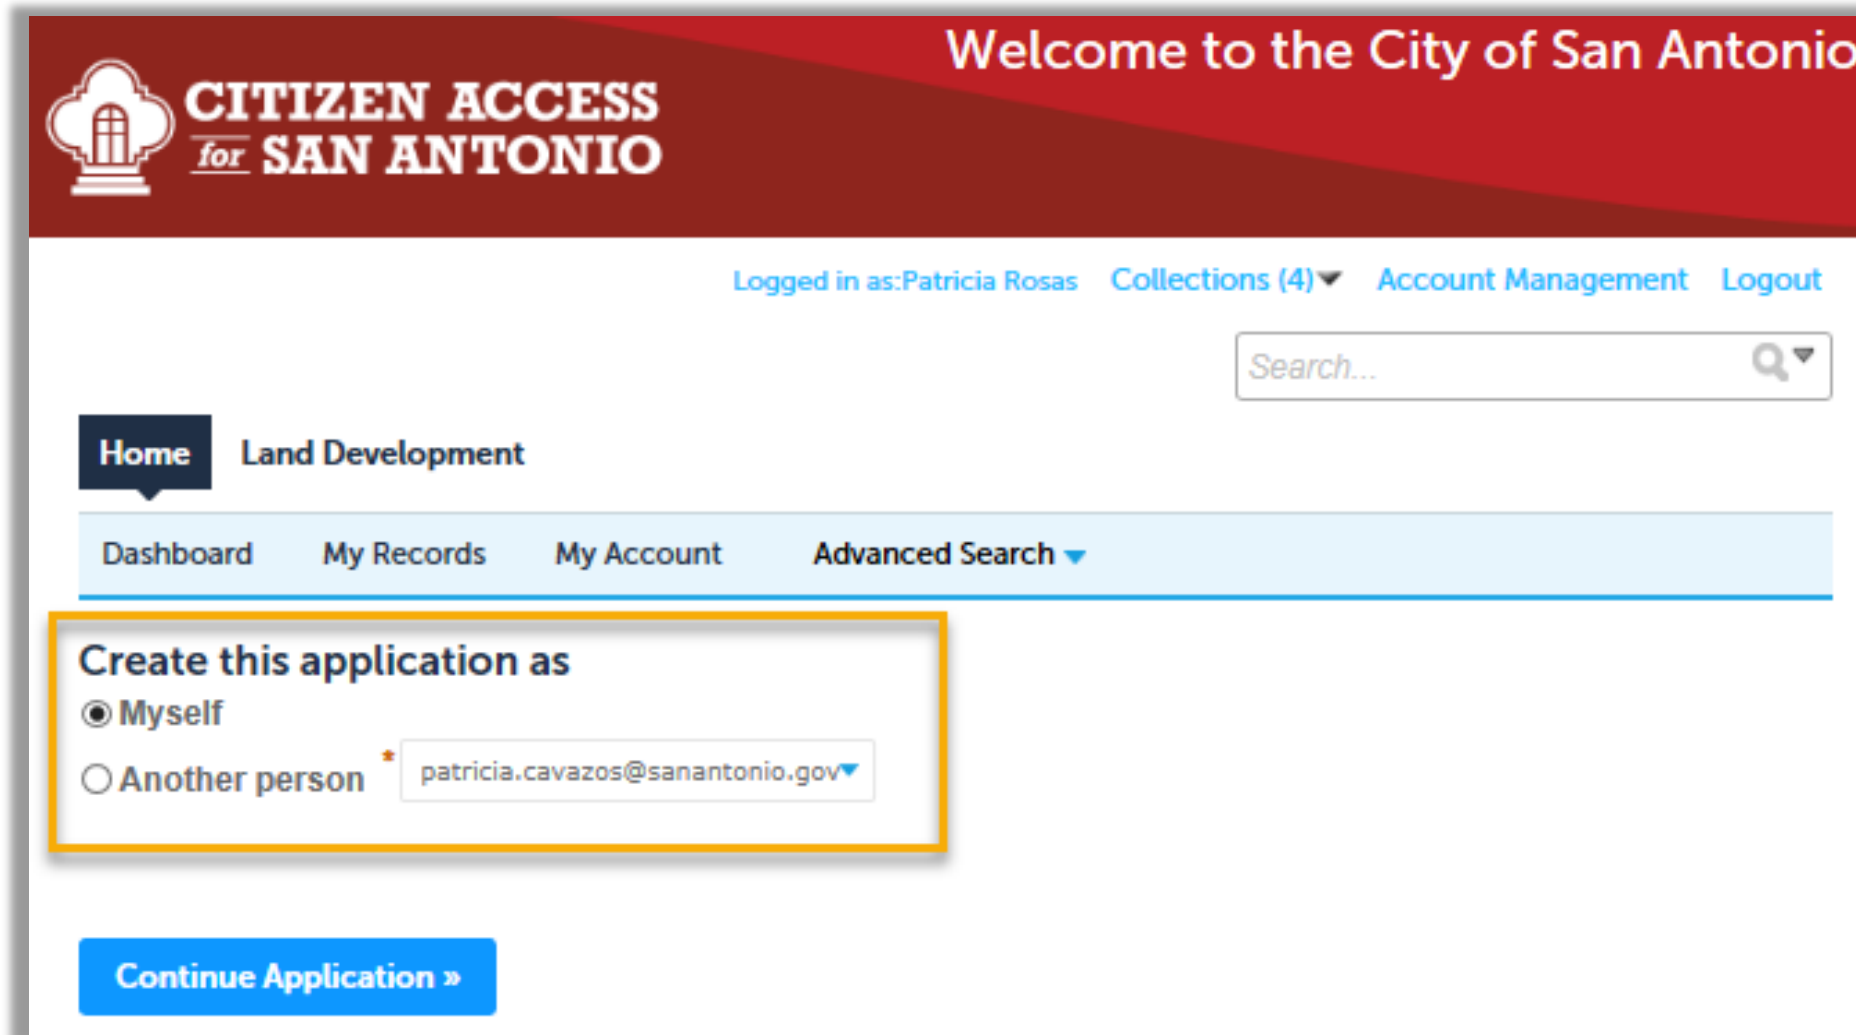 Welcome to the City of San Antonio
CITIZEN ACCESS
for SAN ANTONIO
Logged in as:Patricia Rosas Collections (4) Account Management Logout
Search...
Home Land Development
Dashboard My Records My Account Advanced Search
Create this application as
Myself
Another person * patricia.cavazos@sanantonio.gov
Continue Application »